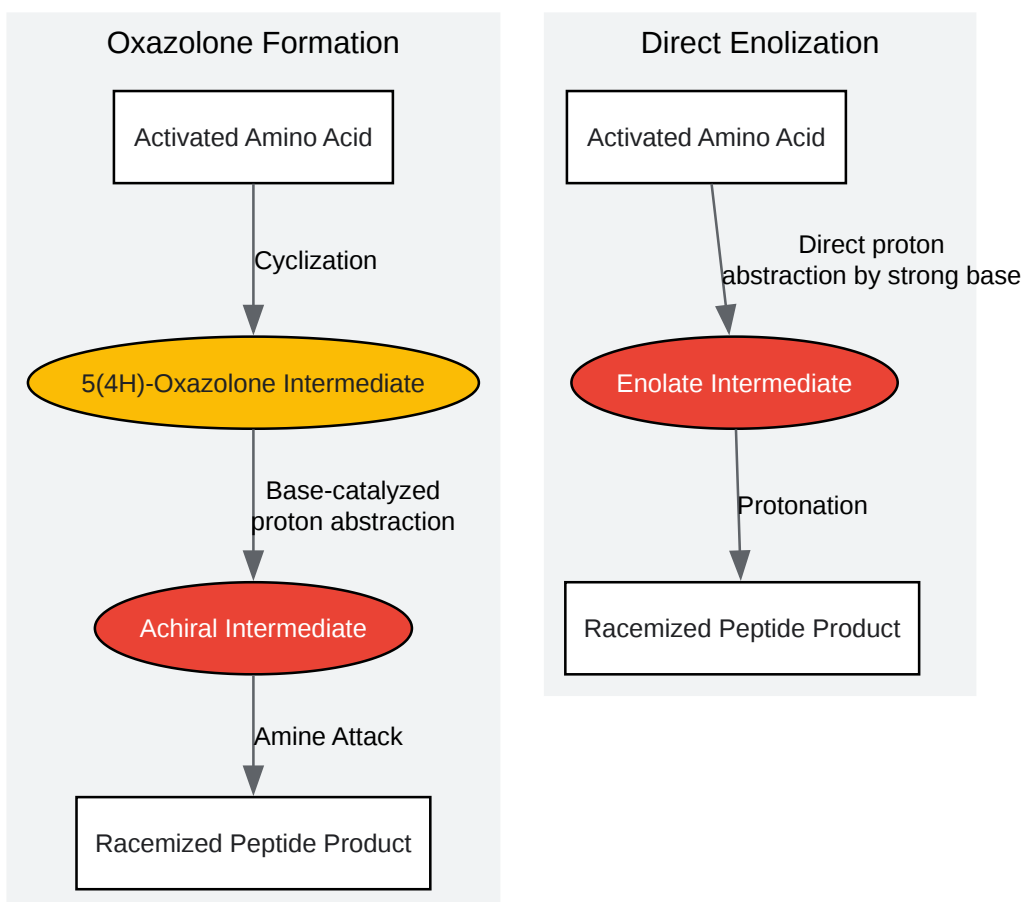 Oxazolone Formation
Activated Amino Acid
Cyclization
5(4H)-Oxazolone Intermediate
Base-catalyzed
proton abstraction
Achiral Intermediate
Amine Attack
Racemized Peptide Product
Direct Enolization
Activated Amino Acid
Direct proton
abstraction by strong base
Enolate Intermediate
Protonation
Racemized Peptide Product